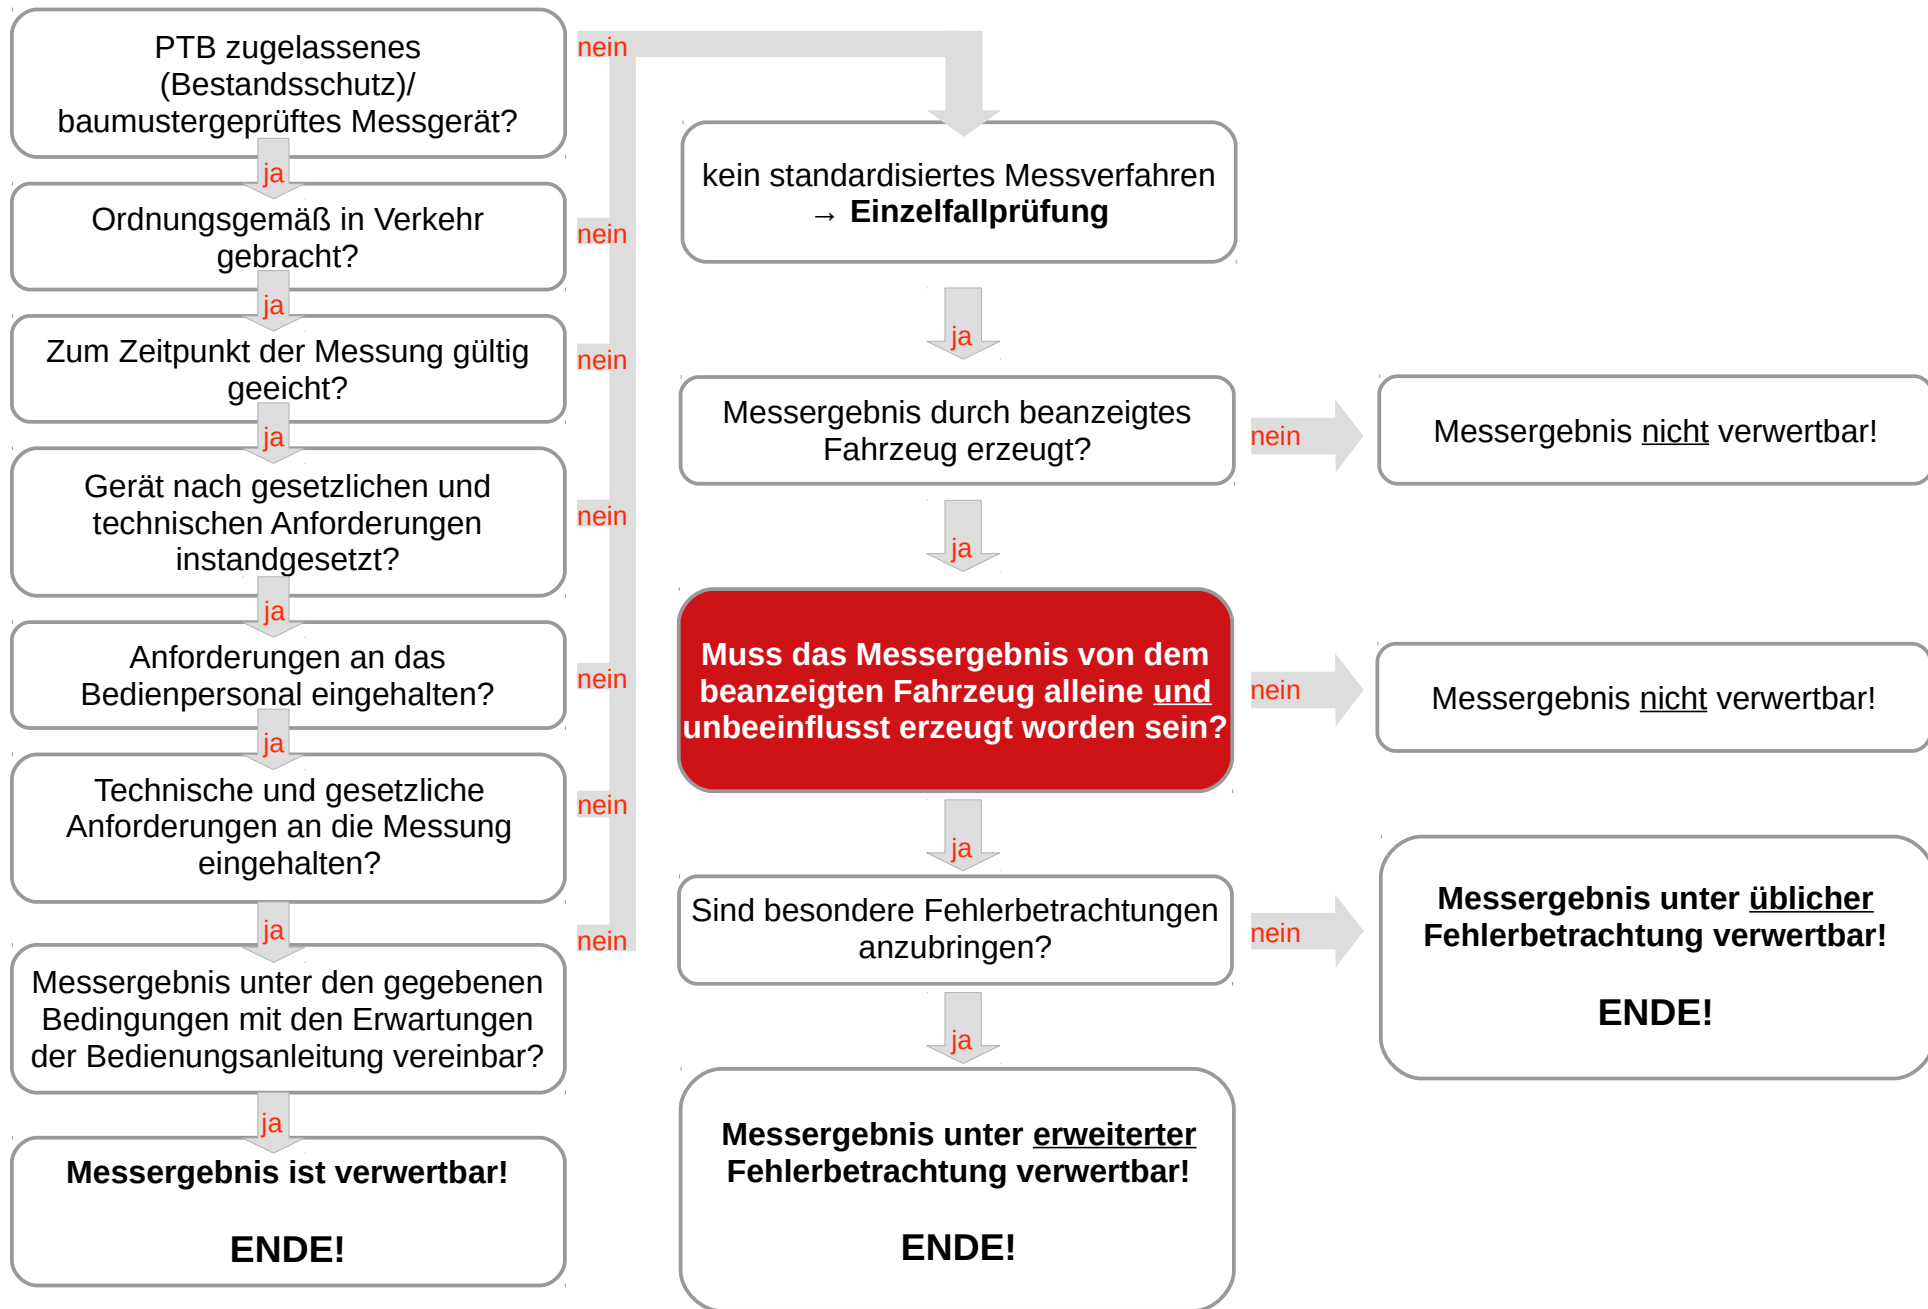 PTB zugelassenes
(Bestandsschutz)/
baumustergeprüftes Messgerät?
nein
ja
Ordnungsgemäß in Verkehr
gebracht?
nein
ja
Zum Zeitpunkt der Messung gültig
geeicht?
nein
ja
Gerät nach gesetzlichen und
technischen Anforderungen
instandgesetzt?
nein
ja
Anforderungen an das
Bedienpersonal eingehalten?
nein
ja
Technische und gesetzliche
Anforderungen an die Messung
eingehalten?
nein
ja
Messergebnis unter den gegebenen
Bedingungen mit den Erwartungen
der Bedienungsanleitung vereinbar?
nein
ja
Messergebnis ist verwertbar!
ENDE!
kein standardisiertes Messverfahren
→ Einzelfallprüfung
ja
Messergebnis durch beanzeigtes
Fahrzeug erzeugt?
nein
Messergebnis nicht verwertbar!
ja
Muss das Messergebnis von dem
beanzeigten Fahrzeug alleine und
unbeeinflusst erzeugt worden sein?
nein
Messergebnis nicht verwertbar!
ja
Sind besondere Fehlerbetrachtungen
anzubringen?
nein
Messergebnis unter üblicher
Fehlerbetrachtung verwertbar!
ENDE!
ja
Messergebnis unter erweiterter
Fehlerbetrachtung verwertbar!
ENDE!